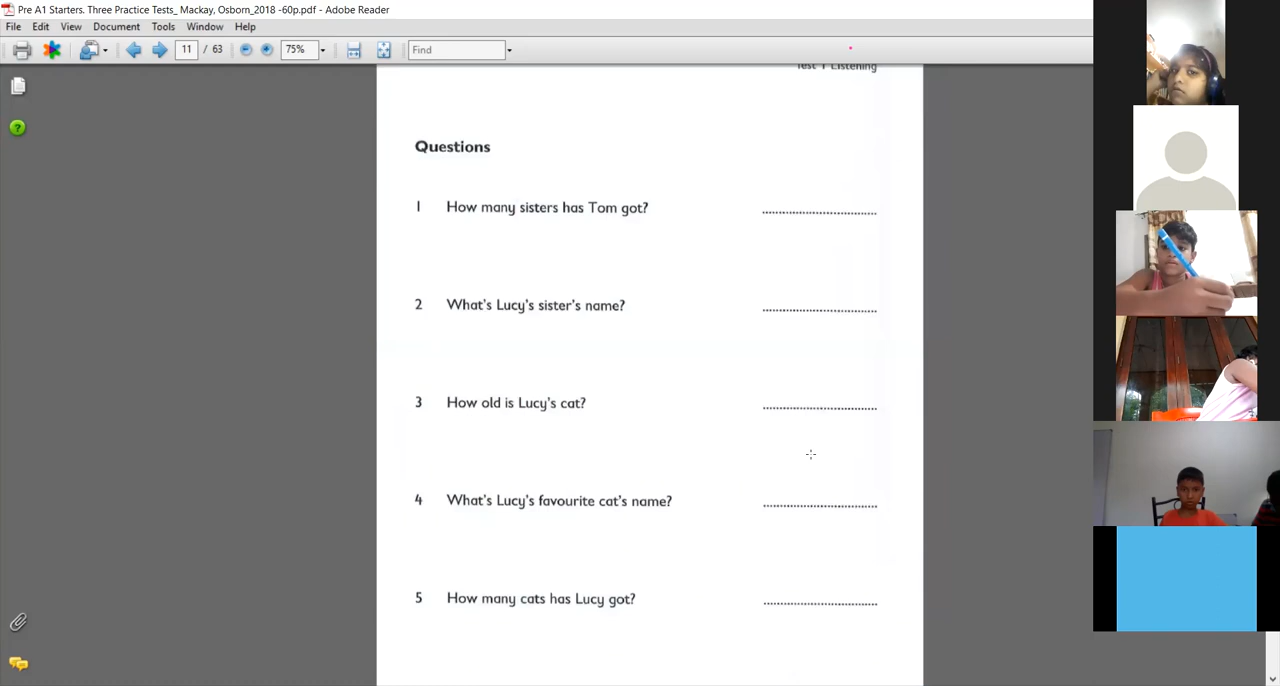 Pre A1 Starters. Three Practice Tests_ Mackay, Osborn_2018 -60p.pdf - Adobe Reader
File Edit View Document Tools Window Help
11 / 63 75% Find
Test 1 Listening
Questions
1 How many sisters has Tom got? ..............................
2 What's Lucy's sister's name? ..............................
3 How old is Lucy's cat? ..............................
4 What's Lucy's favourite cat's name? ..............................
5 How many cats has Lucy got? ..............................